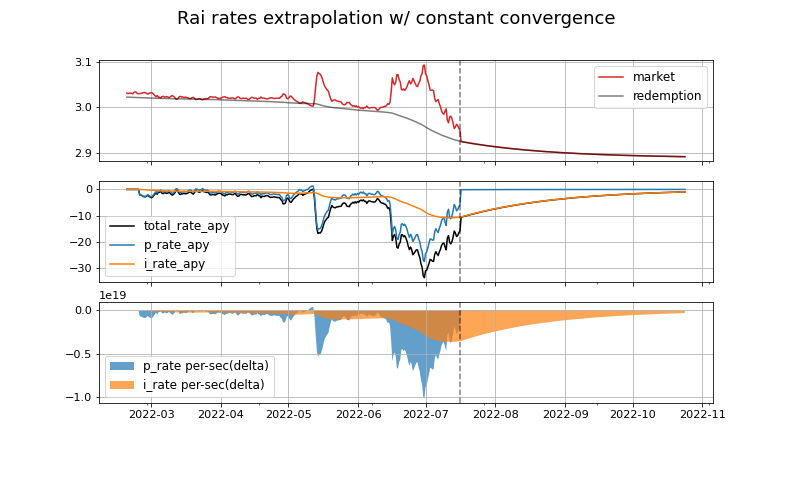 Rai rates extrapolation w/ constant convergence
3.1
3.0
2.9
market
redemption
0
−10
−20
−30
total_rate_apy
p_rate_apy
i_rate_apy
1e19
0.0
−0.5
−1.0
p_rate per-sec(delta)
i_rate per-sec(delta)
2022-03 2022-04 2022-05 2022-06 2022-07 2022-08 2022-09 2022-10 2022-11